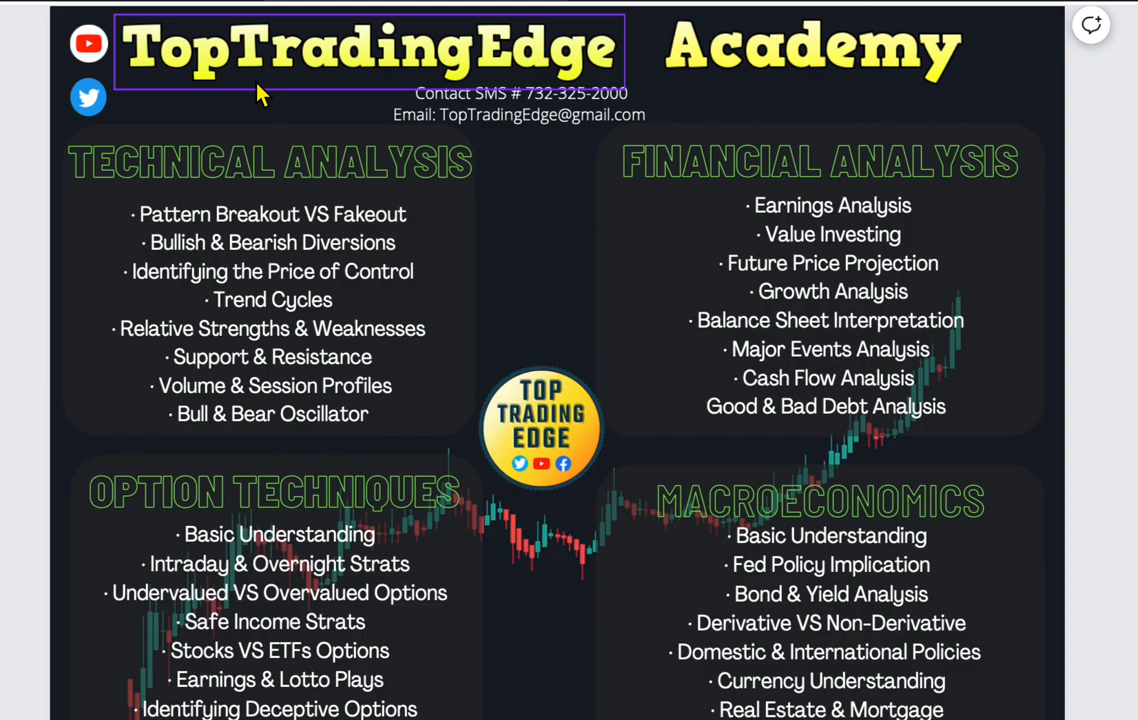 TopTradingEdge Academy
Contact SMS # 732-325-2000
Email: TopTradingEdge@gmail.com
TECHNICAL ANALYSIS
· Pattern Breakout VS Fakeout
· Bullish & Bearish Diversions
· Identifying the Price of Control
· Trend Cycles
· Relative Strengths & Weaknesses
· Support & Resistance
· Volume & Session Profiles
· Bull & Bear Oscillator
FINANCIAL ANALYSIS
· Earnings Analysis
· Value Investing
· Future Price Projection
· Growth Analysis
· Balance Sheet Interpretation
· Major Events Analysis
· Cash Flow Analysis
Good & Bad Debt Analysis
TOP
TRADING
EDGE
OPTION TECHNIQUES
· Basic Understanding
· Intraday & Overnight Strats
· Undervalued VS Overvalued Options
· Safe Income Strats
· Stocks VS ETFs Options
· Earnings & Lotto Plays
· Identifying Deceptive Options
MACROECONOMICS
· Basic Understanding
· Fed Policy Implication
· Bond & Yield Analysis
· Derivative VS Non-Derivative
· Domestic & International Policies
· Currency Understanding
· Real Estate & Mortgage